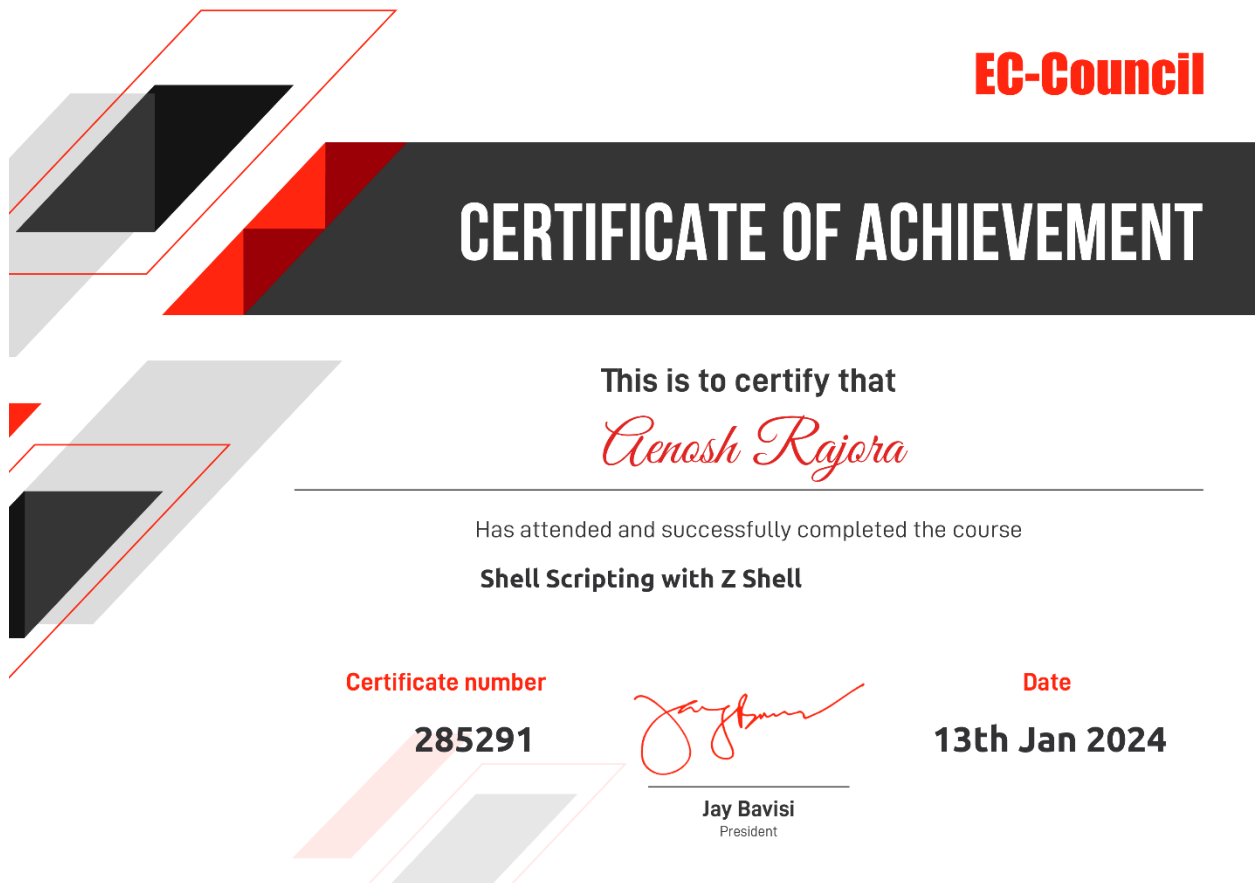 EC-Council
CERTIFICATE OF ACHIEVEMENT
This is to certify that
Aenosh Rajora
Has attended and successfully completed the course
Shell Scripting with Z Shell
Certificate number
285291
Jay Bavisi
President
Date
13th Jan 2024